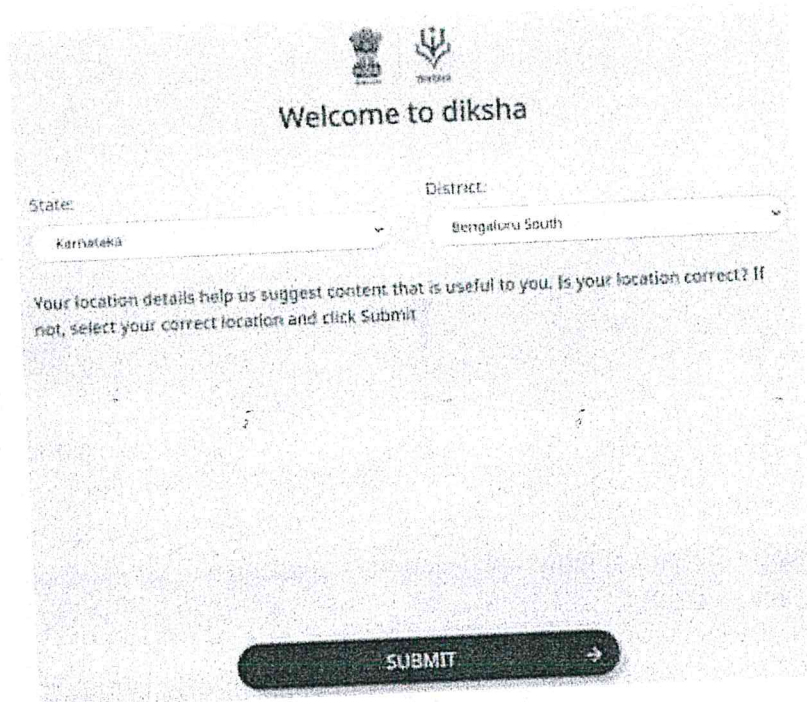 Welcome to diksha
State:
District:
Karnataka
Bengaluru South
Your location details help us suggest content that is useful to you. Is your location correct? If
not, select your correct location and click Submit
SUBMIT